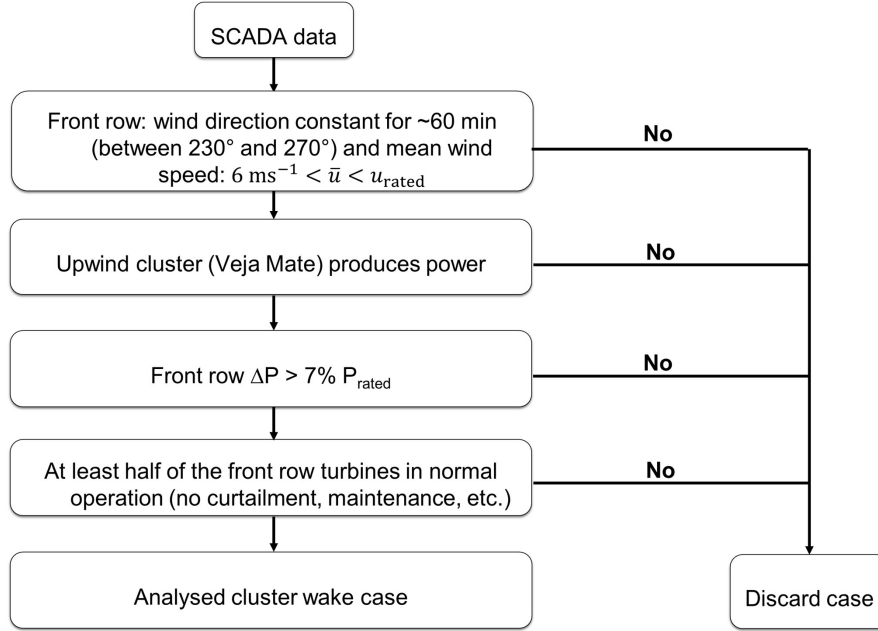 SCADA data
Front row: wind direction constant for ~60 min
(between 230° and 270°) and mean wind
speed: 6 ms⁻¹ < ū < u_rated
No
Upwind cluster (Veja Mate) produces power
No
Front row ΔP > 7% P_rated
No
At least half of the front row turbines in normal
operation (no curtailment, maintenance, etc.)
No
Analysed cluster wake case
Discard case